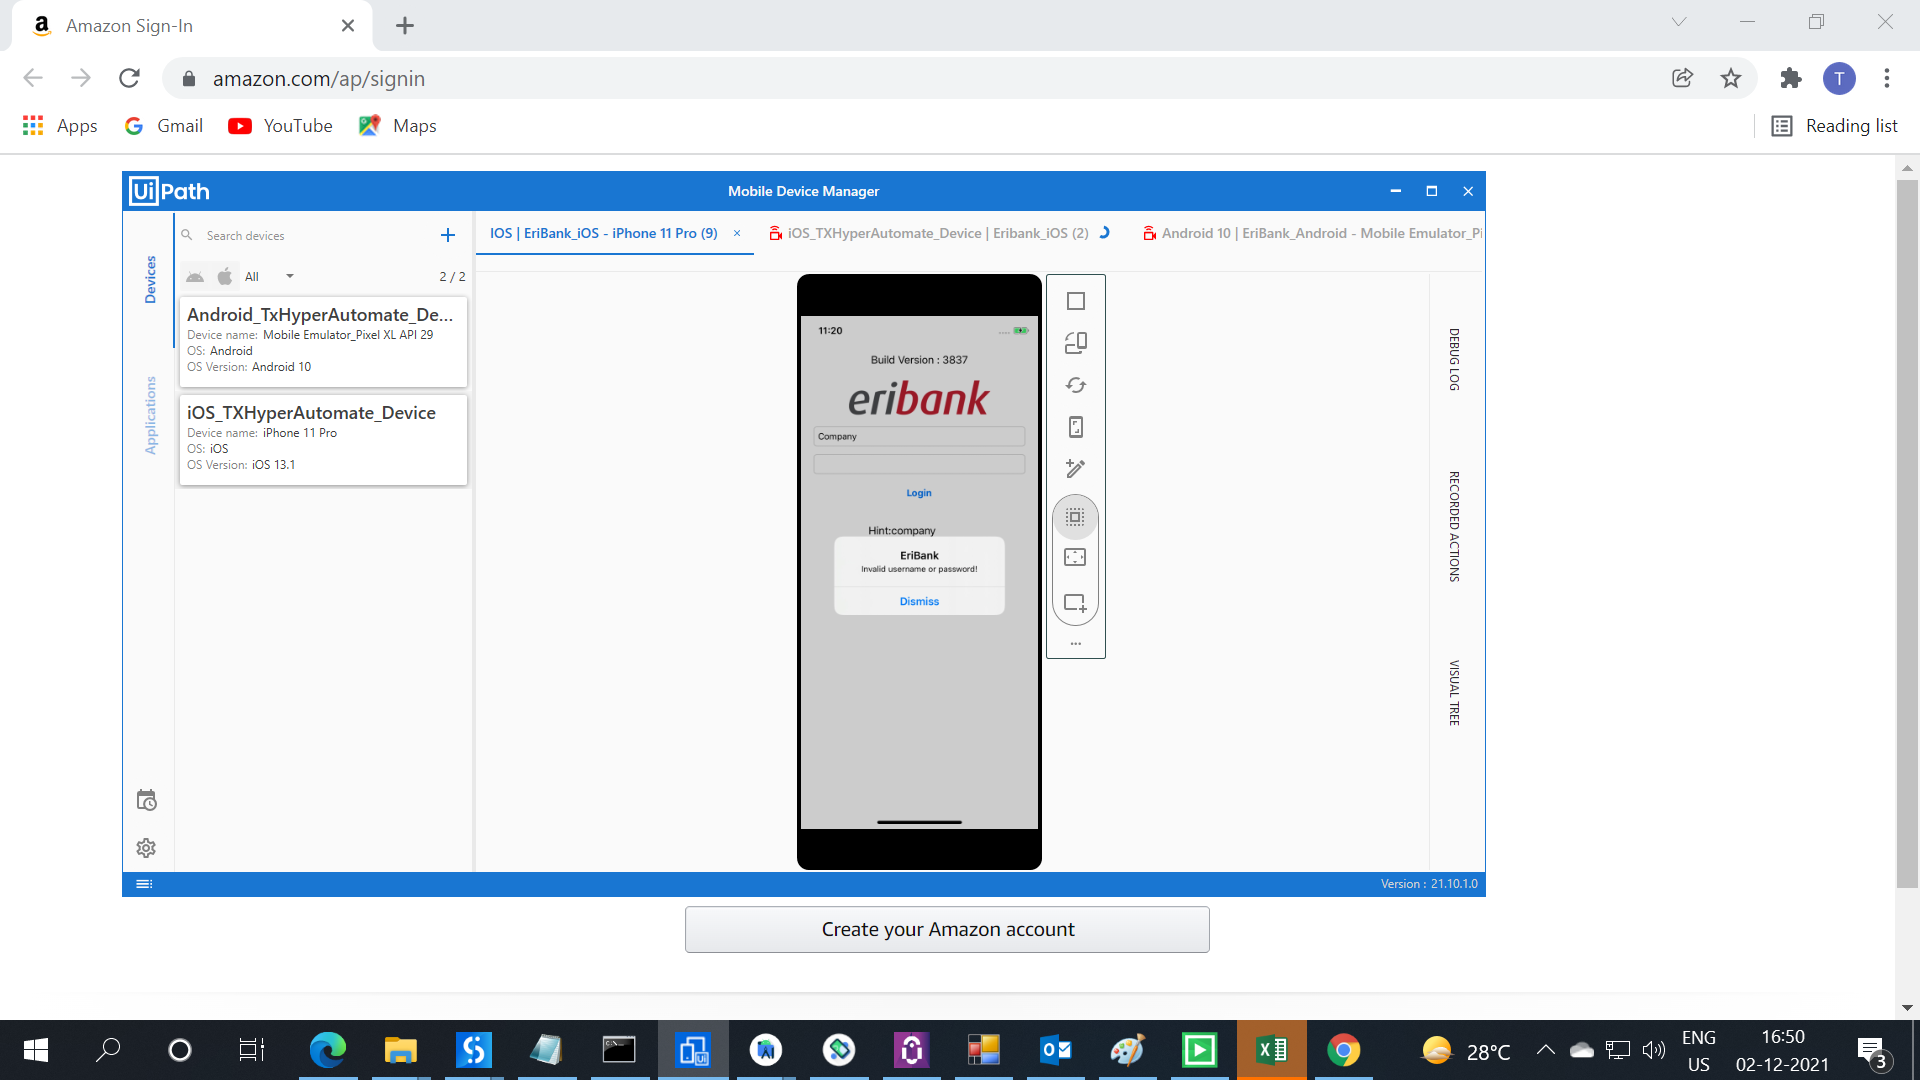 Amazon Sign-In
amazon.com/ap/signin
T
Apps
Gmail
YouTube
Maps
Reading list
UiPath
Mobile Device Manager
Devices
Applications
Search devices
All
2 / 2
Android_TxHyperAutomate_De...
Device name: Mobile Emulator_Pixel XL API 29
OS: Android
OS Version: Android 10
iOS_TXHyperAutomate_Device
Device name: iPhone 11 Pro
OS: iOS
OS Version: iOS 13.1
IOS | EriBank_iOS - iPhone 11 Pro (9)
iOS_TXHyperAutomate_Device | Eribank_iOS (2)
Android 10 | EriBank_Android - Mobile Emulator_Pi
11:20
Build Version : 3837
eribank
Company
Login
Hint:company
EriBank
Invalid username or password!
Dismiss
...
DEBUG LOG
RECORDED ACTIONS
VISUAL TREE
Version : 21.10.1.0
Create your Amazon account
28°C
ENG
US
16:50
02-12-2021
3